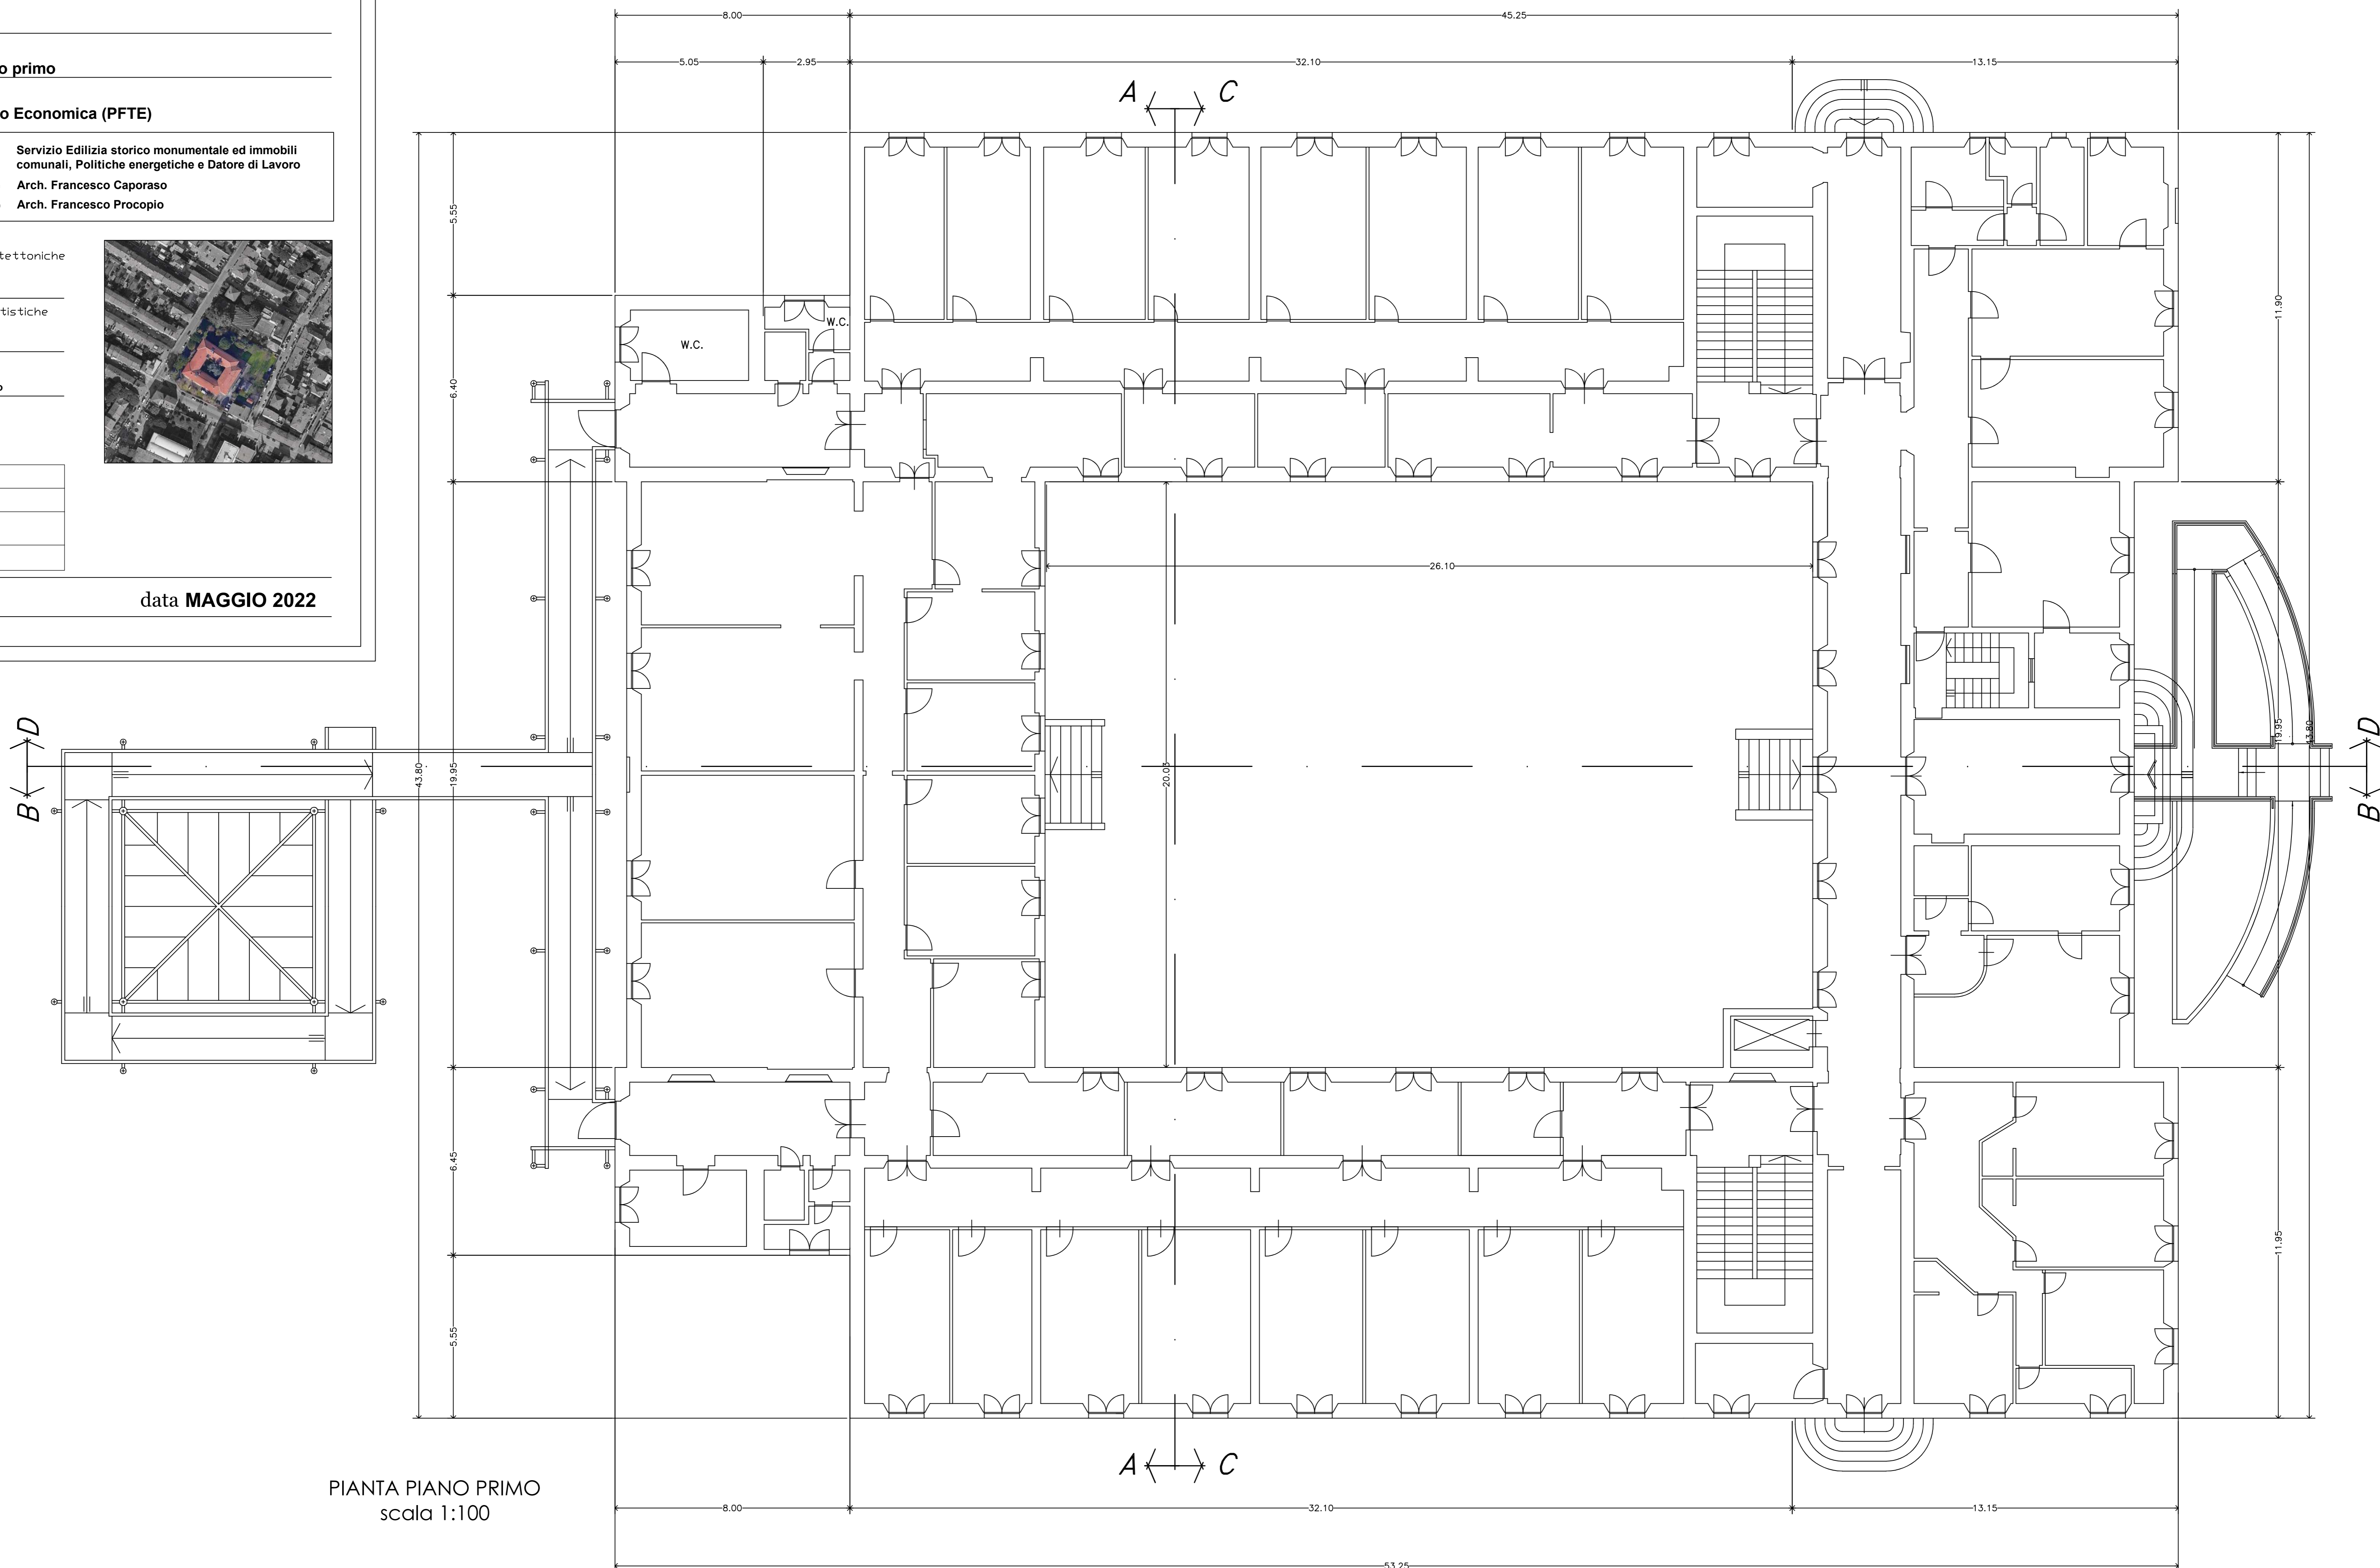 o primo
o Economica (PFTE)
Servizio Edilizia storico monumentale ed immobili
comunali, Politiche energetiche e Datore di Lavoro
Arch. Francesco Caporaso
Arch. Francesco Procopio
tettoniche
tistiche
data MAGGIO 2022
8.00
45.25
5.05
2.95
32.10
13.15
A
C
5.55
6.40
43.80
19.95
6.45
5.55
W.C.
W.C.
26.10
20.03
11.90
19.95
43.80
11.95
D
B
D
B
A
C
PIANTA PIANO PRIMO
scala 1:100
8.00
32.10
13.15
53.25